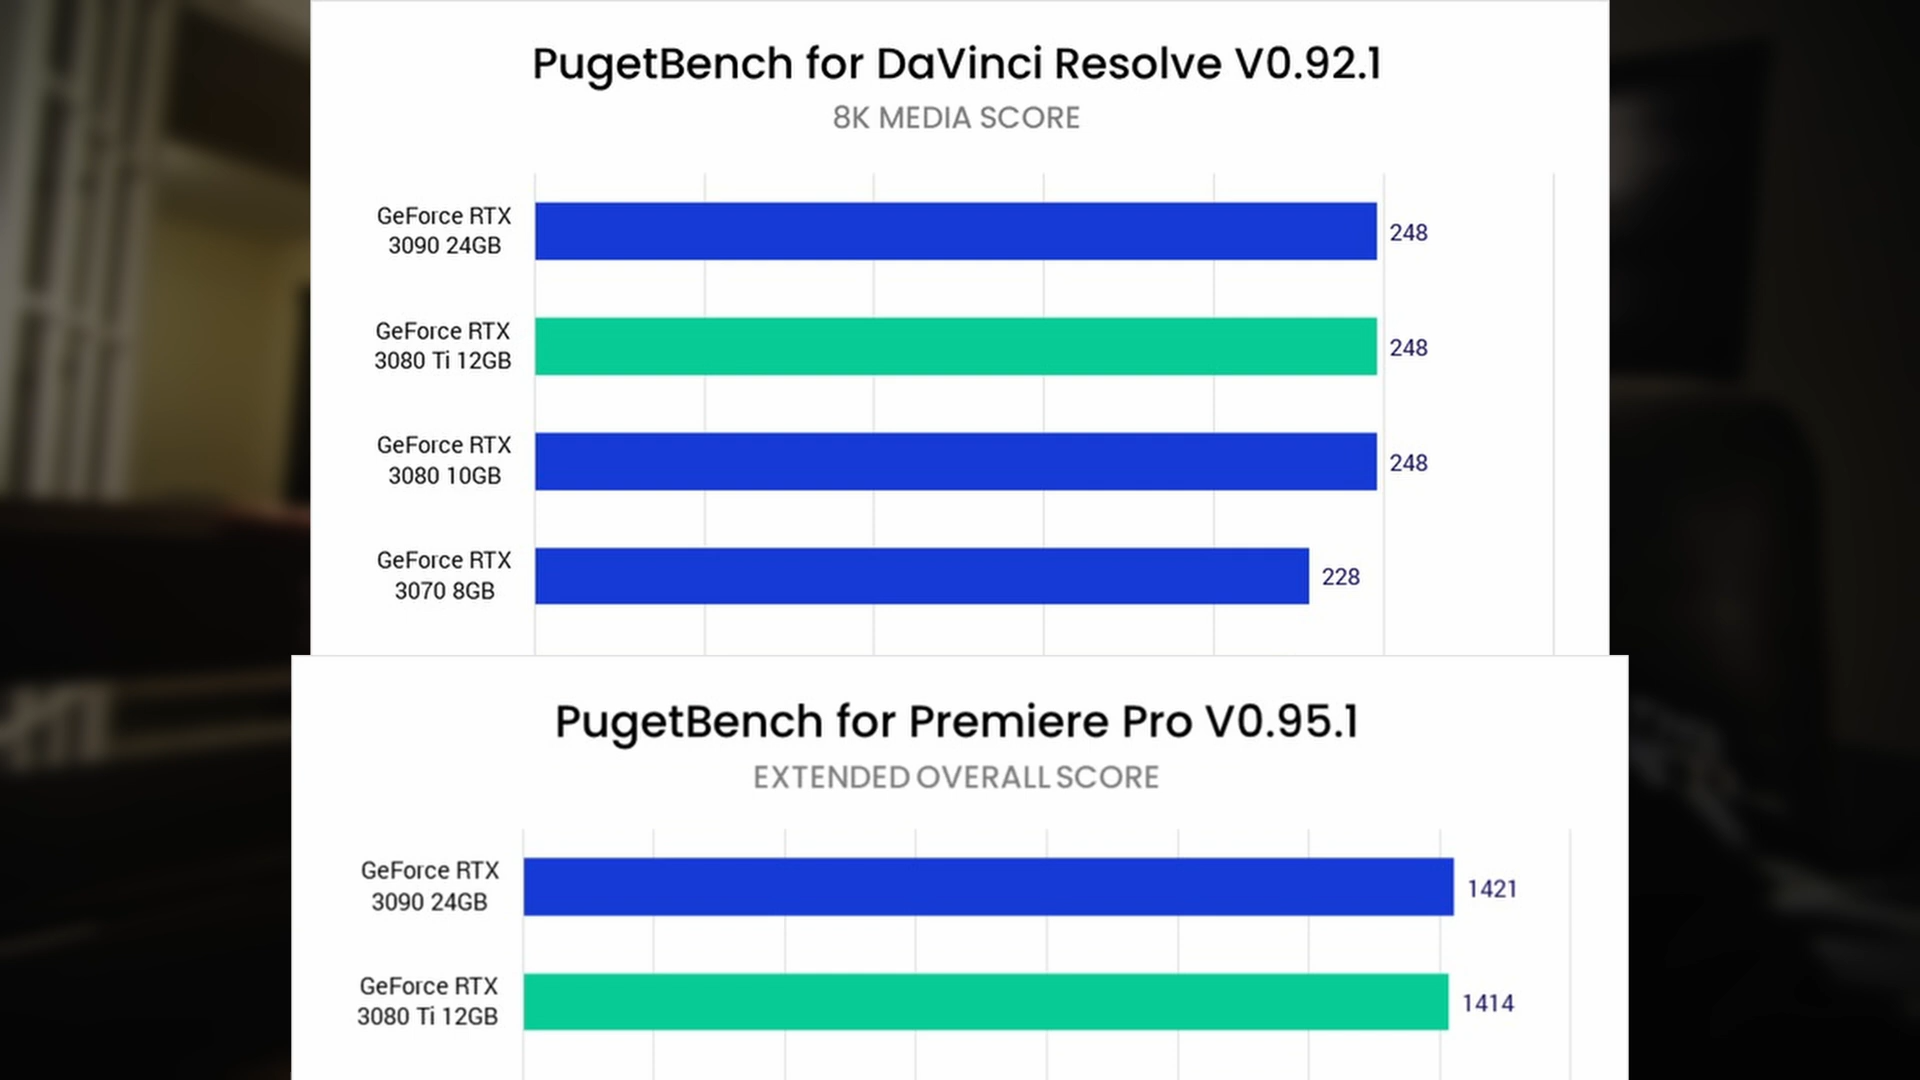 PugetBench for DaVinci Resolve V0.92.1
8K MEDIA SCORE
GeForce RTX
3090 24GB
248
GeForce RTX
3080 Ti 12GB
248
GeForce RTX
3080 10GB
248
GeForce RTX
3070 8GB
228
PugetBench for Premiere Pro V0.95.1
EXTENDED OVERALL SCORE
GeForce RTX
3090 24GB
1421
GeForce RTX
3080 Ti 12GB
1414